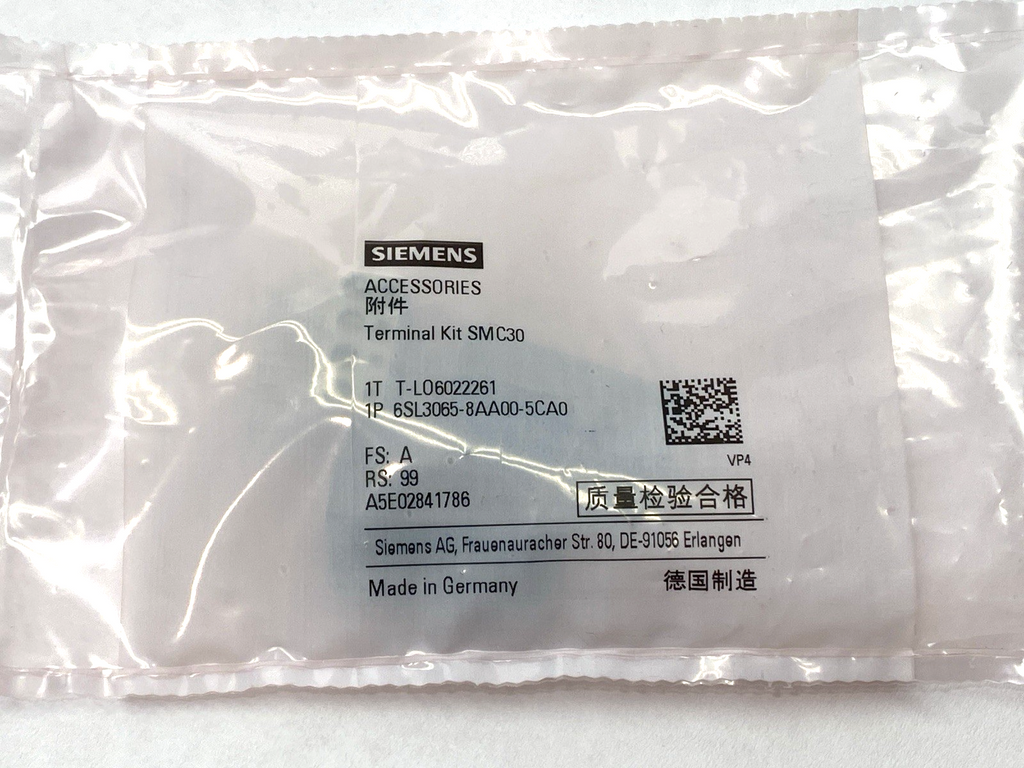 SIEMENS
ACCESSORIES
附件
Terminal Kit SMC30
1T T-LO6022261
1P 6SL3065-8AA00-5CA0
VP4
FS: A
RS: 99
A5E02841786
质量检验合格
Siemens AG, Frauenauracher Str. 80, DE-91056 Erlangen
Made in Germany 德国制造